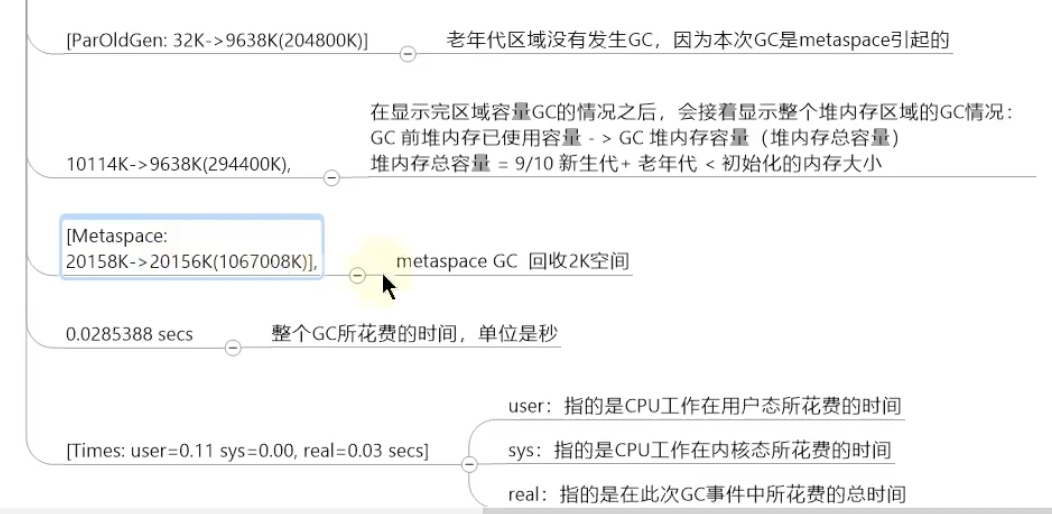 [ParOldGen: 32K->9638K(204800K)]
老年代区域没有发生GC，因为本次GC是metaspace引起的
在显示完区域容量GC的情况之后，会接着显示整个堆内存区域的GC情况：
GC 前堆内存已使用容量 - > GC 堆内存容量（堆内存总容量）
堆内存总容量 = 9/10 新生代+ 老年代 < 初始化的内存大小
10114K->9638K(294400K),
[Metaspace:
20158K->20156K(1067008K)],
metaspace GC 回收2K空间
0.0285388 secs
整个GC所花费的时间，单位是秒
[Times: user=0.11 sys=0.00, real=0.03 secs]
user：指的是CPU工作在用户态所花费的时间
sys：指的是CPU工作在内核态所花费的时间
real：指的是在此次GC事件中所花费的总时间